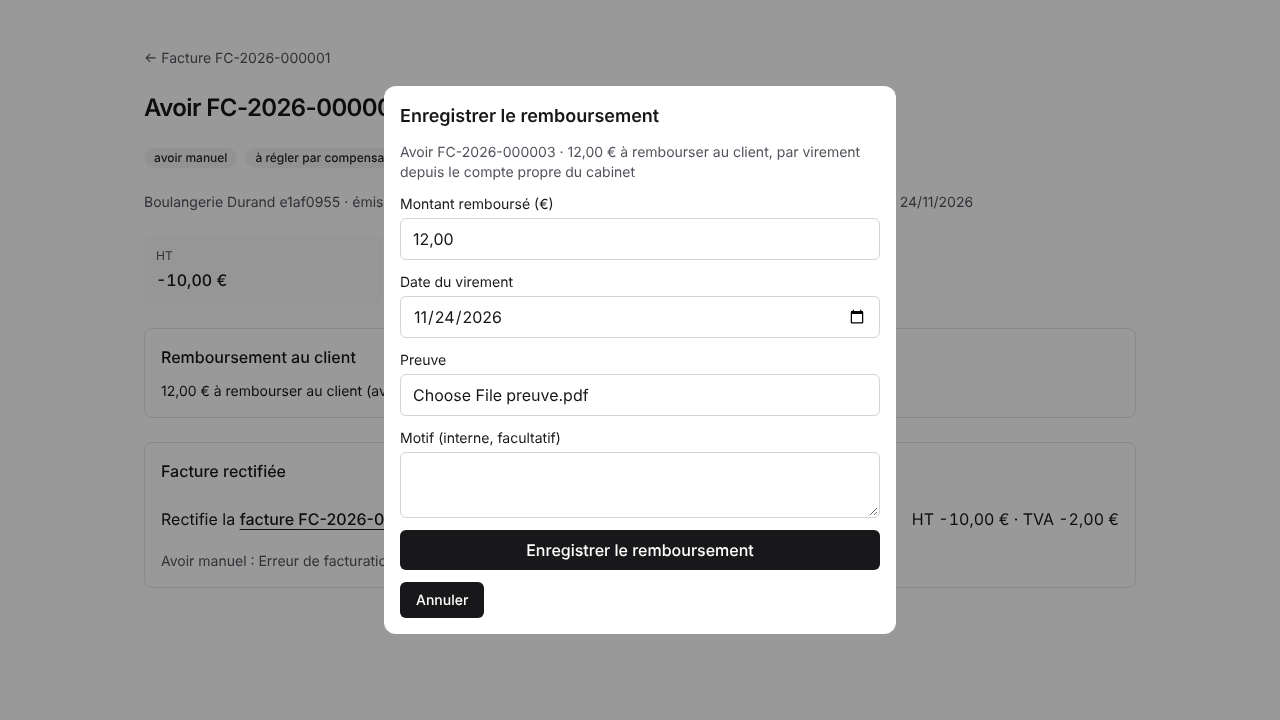 ← Facture FC-2026-000001
Avoir FC-2026-0000
avoir manuel
à régler par compensa
Boulangerie Durand e1af0955 · émis
24/11/2026
HT
-10,00 €
Remboursement au client
12,00 € à rembourser au client (av
Facture rectifiée
Rectifie la facture FC-2026-0
HT -10,00 € · TVA -2,00 €
Avoir manuel : Erreur de facturatio
Enregistrer le remboursement
Avoir FC-2026-000003 · 12,00 € à rembourser au client, par virement
depuis le compte propre du cabinet
Montant remboursé (€)
12,00
Date du virement
11/24/2026
Preuve
Choose File preuve.pdf
Motif (interne, facultatif)
Enregistrer le remboursement
Annuler